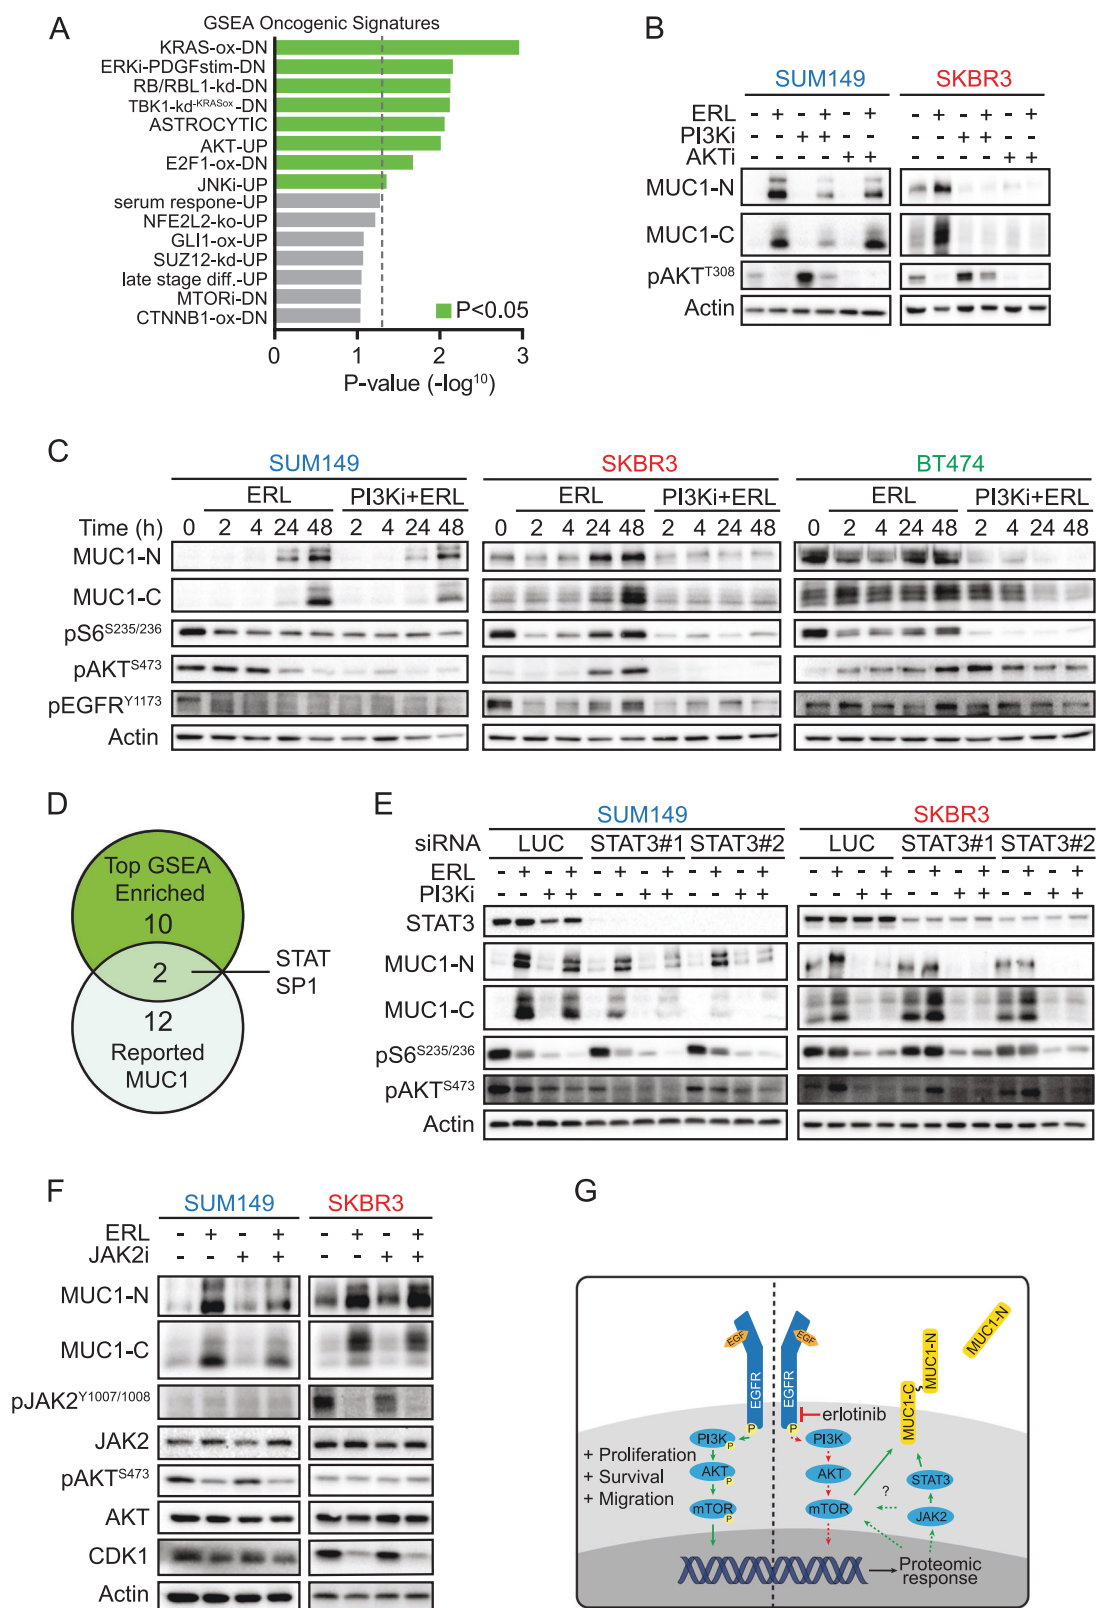 A
GSEA Oncogenic Signatures
KRAS-ox-DN
ERKi-PDGFstim-DN
RB/RBL1-kd-DN
TBK1-kd-KRASox-DN
ASTROCYTIC
AKT-UP
E2F1-ox-DN
JNKi-UP
serum respone-UP
NFE2L2-ko-UP
GLI1-ox-UP
SUZ12-kd-UP
late stage diff.-UP
MTORi-DN
CTNNB1-ox-DN
P<0.05
0 1 2 3
P-value (-log10)
B
SUM149 SKBR3
ERL - + - + - + - + - + - +
PI3Ki - - + + - - - - + + - -
AKTi - - - - + + - - - - + +
MUC1-N
MUC1-C
pAKTT308
Actin
C
SUM149 SKBR3 BT474
ERL PI3Ki+ERL ERL PI3Ki+ERL ERL PI3Ki+ERL
Time (h) 0 2 4 24 48 2 4 24 48 0 2 4 24 48 2 4 24 48 0 2 4 24 48 2 4 24 48
MUC1-N
MUC1-C
pS6S235/236
pAKTS473
pEGFRY1173
Actin
D
Top GSEA
Enriched
10
2
STAT
SP1
12
Reported
MUC1
E
SUM149 SKBR3
siRNA LUC STAT3#1 STAT3#2 LUC STAT3#1 STAT3#2
ERL - + - + - + - + - + - + - + - + - + - + - + - +
PI3Ki - - + + - - + + - - + + - - + + - - + + - - + +
STAT3
MUC1-N
MUC1-C
pS6S235/236
pAKTS473
Actin
F
SUM149 SKBR3
ERL - + - + - + - +
JAK2i - - + + - - + +
MUC1-N
MUC1-C
pJAK2Y1007/1008
JAK2
pAKTS473
AKT
CDK1
Actin
G
EGF EGF
EGFR EGFR
P P
erlotinib
MUC1-N
MUC1-N
MUC1-C
+ Proliferation
+ Survival
+ Migration
PI3K P PI3K
AKT P AKT
mTOR P mTOR
?
STAT3
JAK2
Proteomic
response